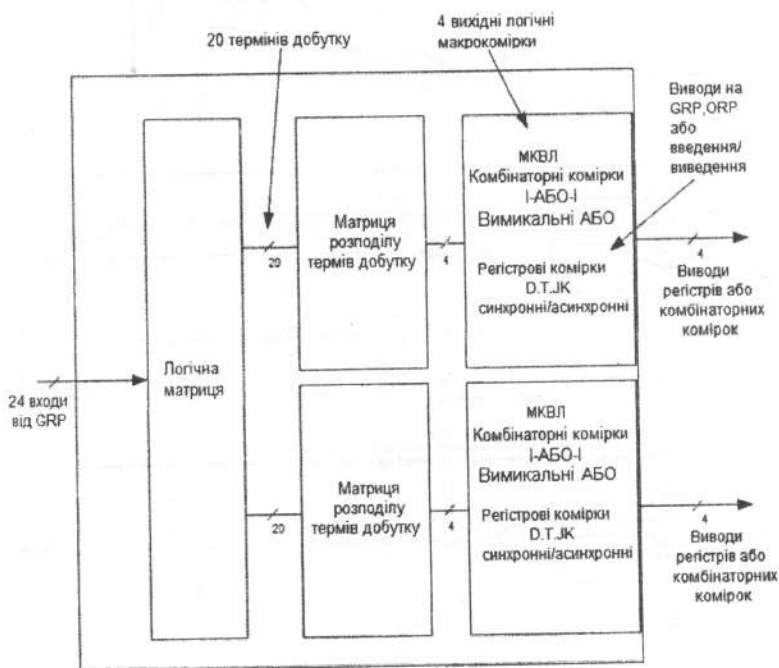 20 термінів добутку
4 вихідні логічні
макрокомірки
Виводи на
GRP,ORP
або
введення/
виведення
24 входи
від GRP
Логічна
матриця
20
Матриця
розподілу
термів добутку
4
МКВЛ
Комбінаторні комірки
І-АБО-І
Вимикальні АБО
Регістрові комірки
D.T.JK
синхронні/асинхронні
4
Виводи
регістрів або
комбінаторних
комірок
20
Матриця
розподілу
термів добутку
4
МКВЛ
Комбінаторні комірки
І-АБО-І
Вимикальні АБО
Регістрові комірки
D.T.JK
синхронні/асинхронні
4
Виводи
регістрів або
комбінаторних
комірок